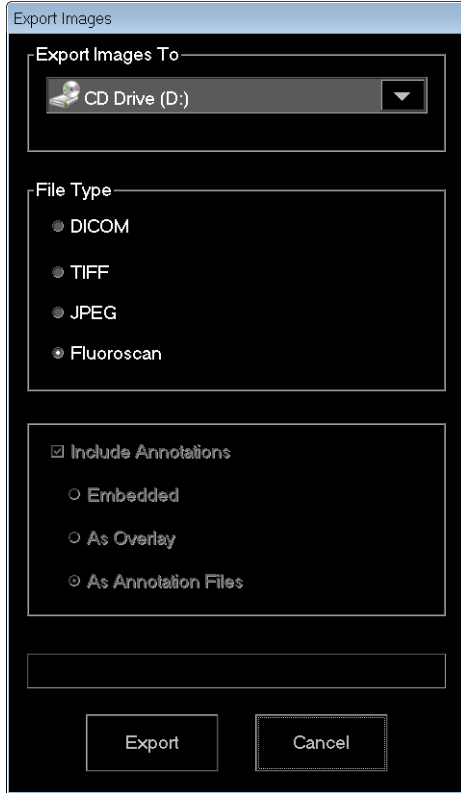 Export Images
Export Images To
CD Drive (D:)
File Type
DICOM
TIFF
JPEG
Fluoroscan
Include Annotations
Embedded
As Overlay
As Annotation Files
Export
Cancel